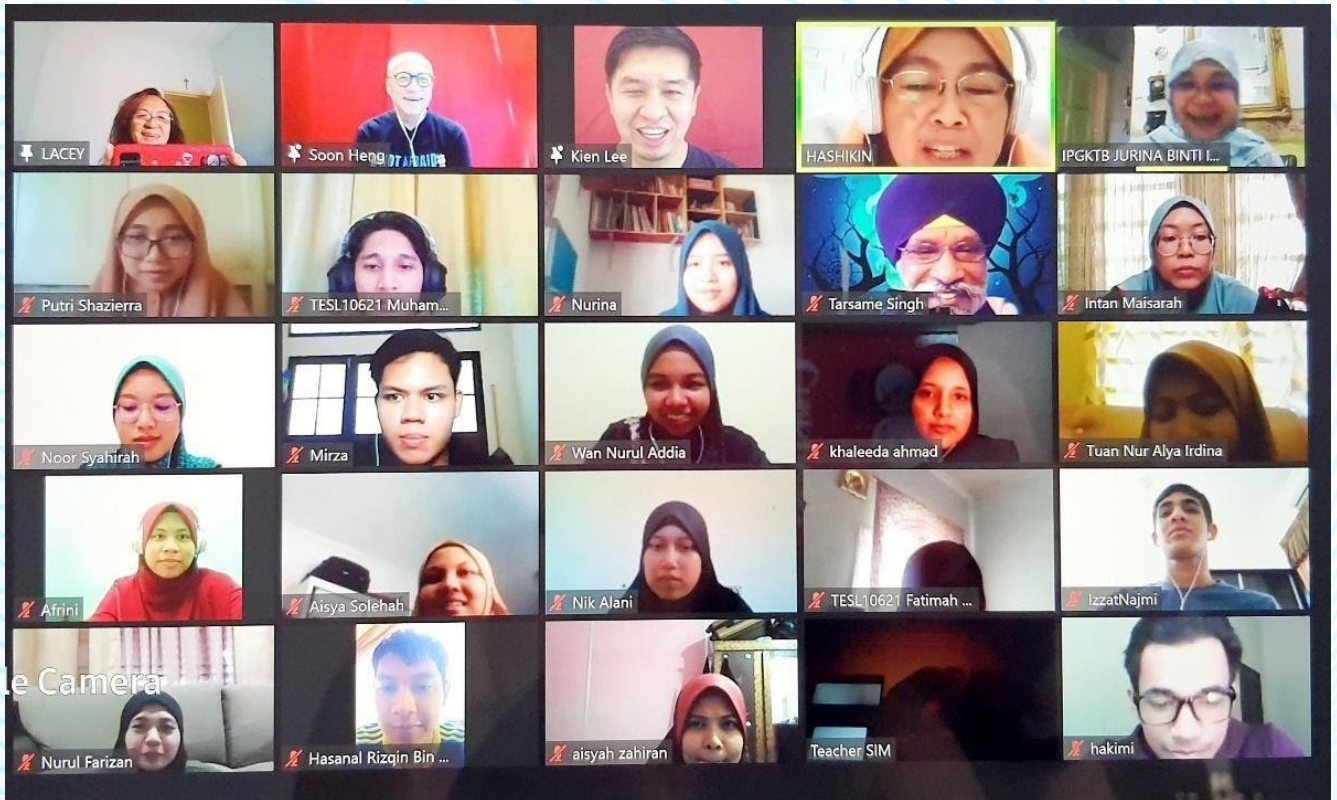 LACEY
Soon Heng
OT AFRAID
Kien Lee
HASHIKIN
IPGKTB JURINA BINTI I...
Putri Shazierra
TESL10621 Muham...
Nurina
Tarsame Singh
Intan Maisarah
Noor Syahirah
Mirza
Wan Nurul Addia
khaleeda ahmad
Tuan Nur Alya Irdina
Afrini
Aisya Solehah
Nik Alani
TESL10621 Fatimah ...
IzzatNajmi
le Camera
Nurul Farizan
Hasanal Rizqin Bin ...
aisyah zahiran
Teacher SIM
hakimi